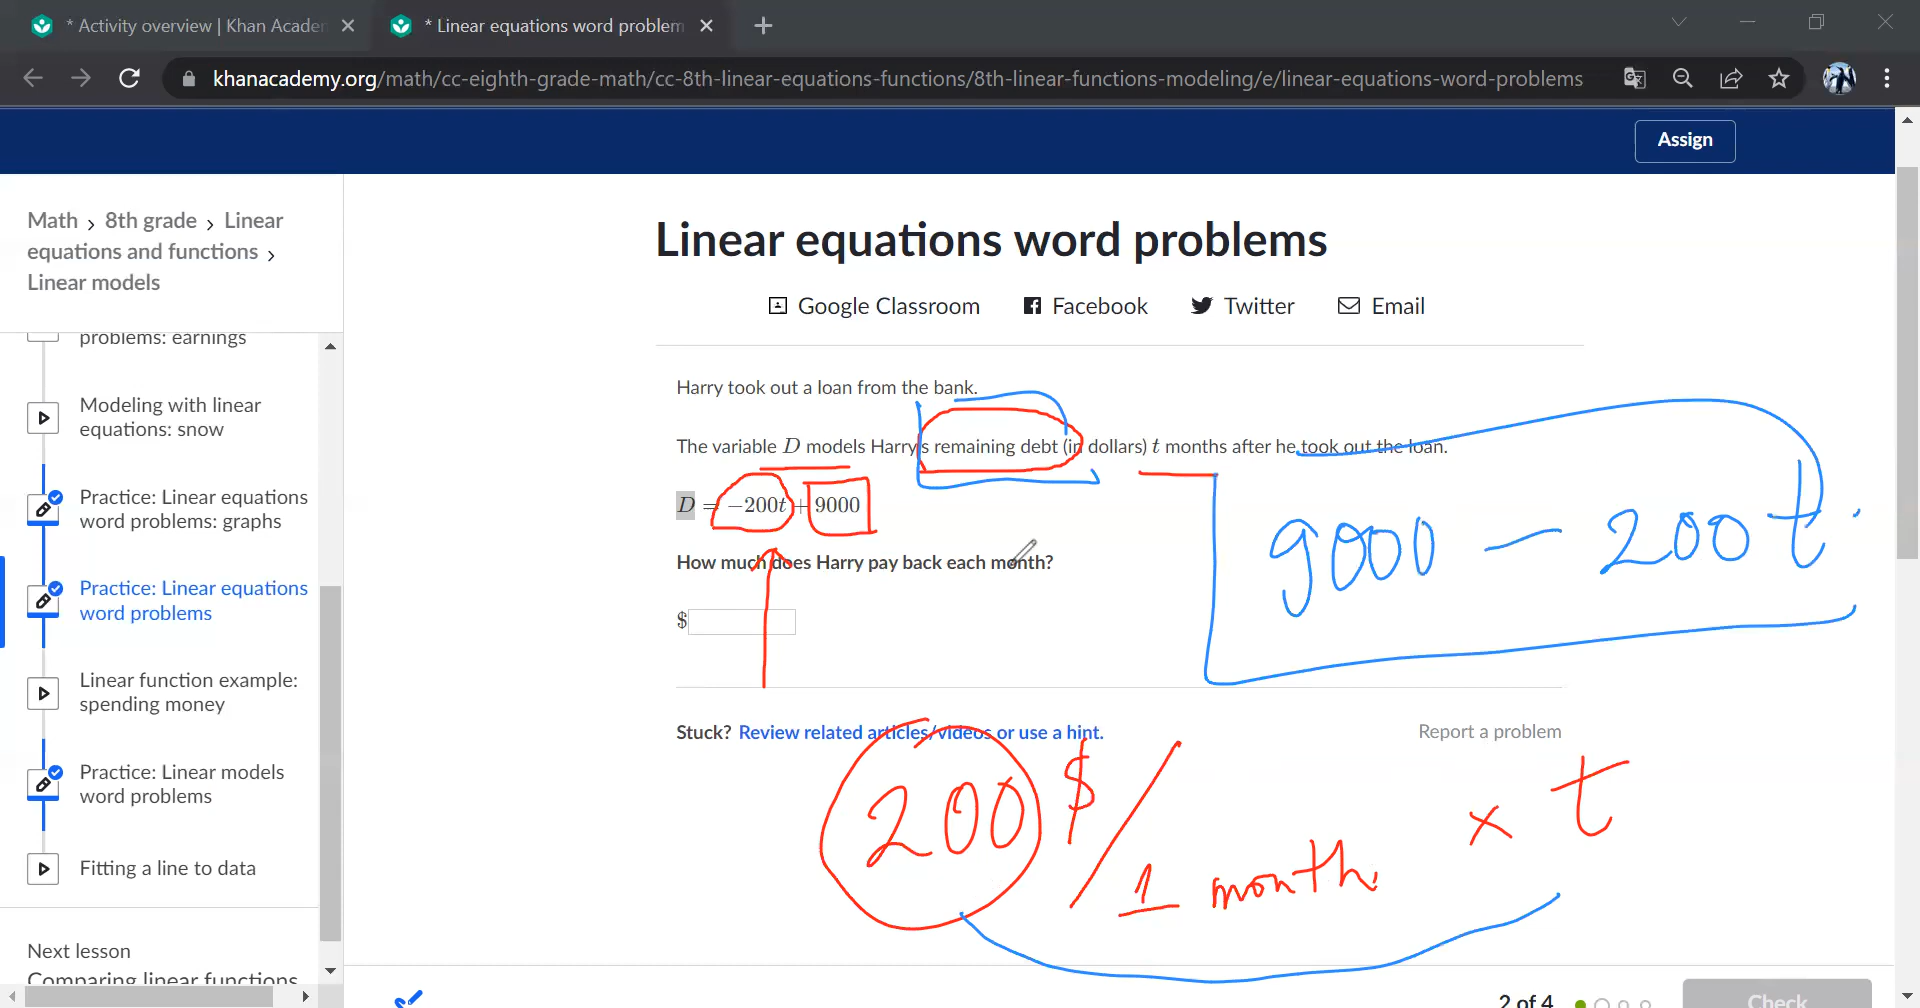 * Activity overview | Khan Acade
* Linear equations word problem
khanacademy.org/math/cc-eighth-grade-math/cc-8th-linear-equations-functions/8th-linear-functions-modeling/e/linear-equations-word-problems
Assign
Math > 8th grade > Linear
equations and functions >
Linear models
problems: earnings
Modeling with linear
equations: snow
Practice: Linear equations
word problems: graphs
Practice: Linear equations
word problems
Linear function example:
spending money
Practice: Linear models
word problems
Fitting a line to data
Next lesson
Comparing linear functions
Linear equations word problems
Google Classroom
Facebook
Twitter
Email
Harry took out a loan from the bank.
The variable D models Harry's remaining debt (in dollars) t months after he took out the loan.
D = −200t + 9000
9000 − 200 t
How much does Harry pay back each month?
$
Stuck? Review related articles/videos or use a hint.
Report a problem
200 $ / 1 month × t
2 of 4
Check